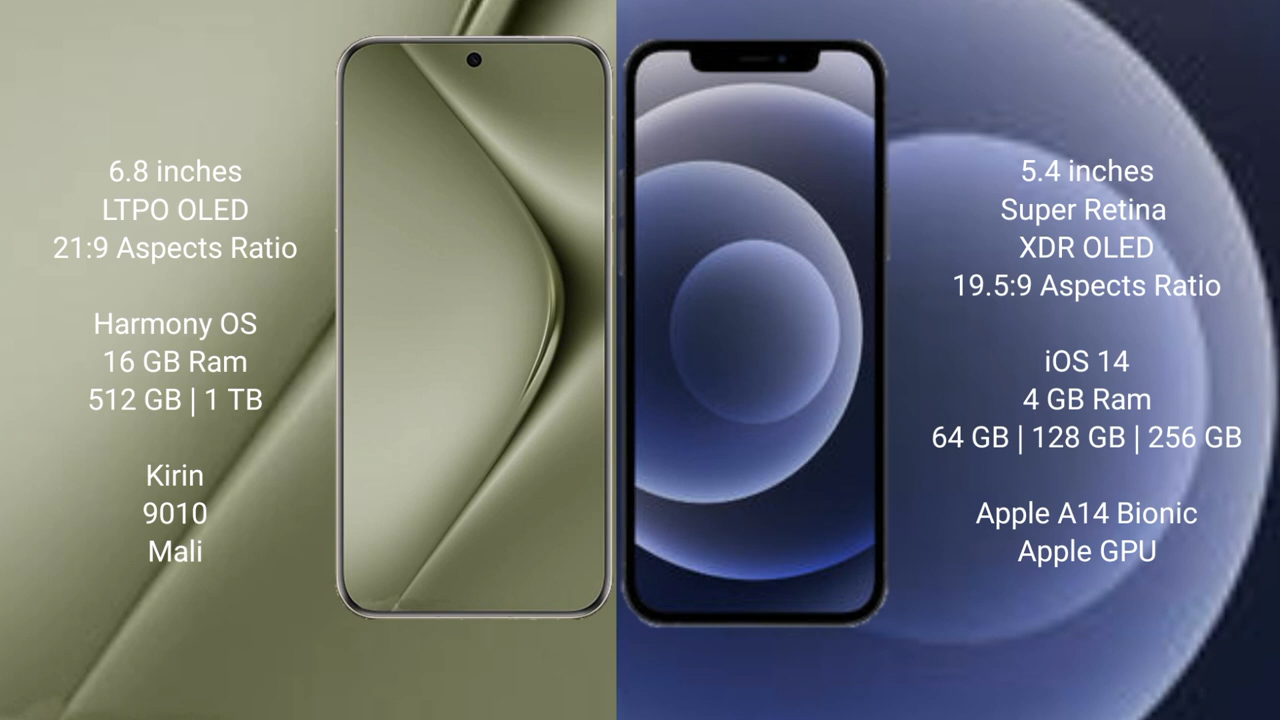 6.8 inches
LTPO OLED
21:9 Aspects Ratio
Harmony OS
16 GB Ram
512 GB | 1 TB
Kirin
9010
Mali
5.4 inches
Super Retina
XDR OLED
19.5:9 Aspects Ratio
iOS 14
4 GB Ram
64 GB | 128 GB | 256 GB
Apple A14 Bionic
Apple GPU